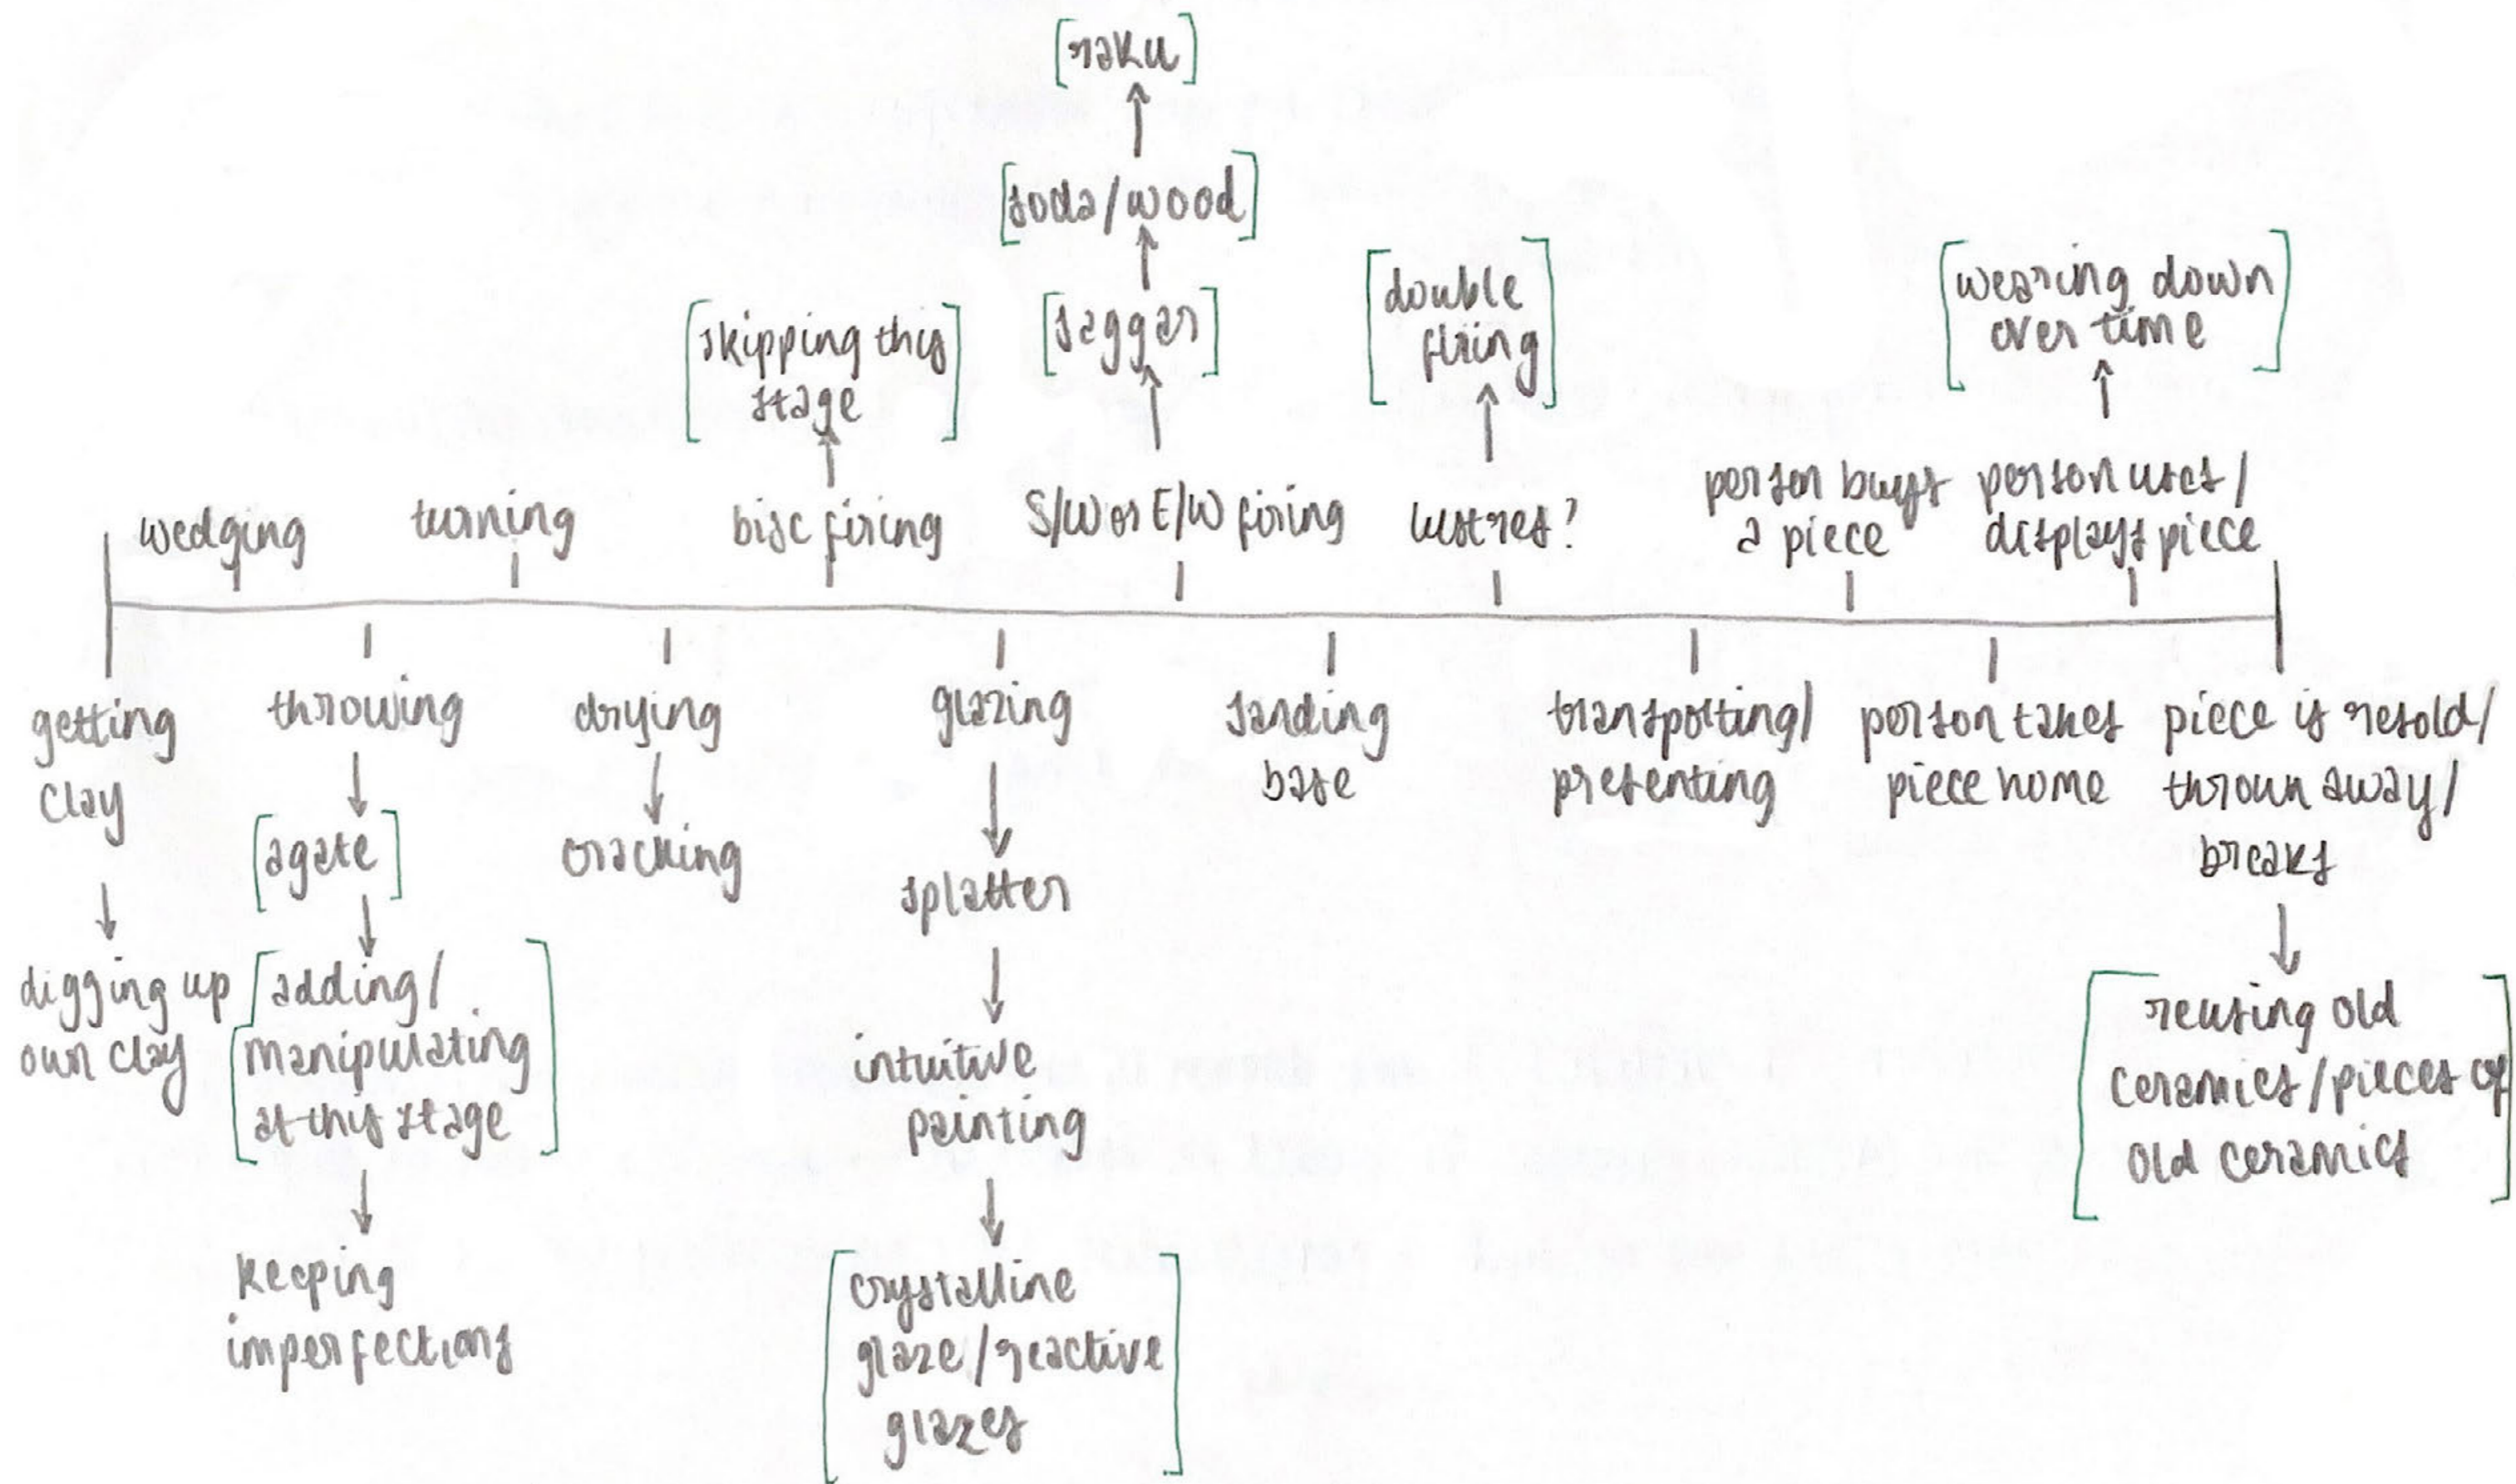 [raku]
[soda/wood]
[saggar]
[skipping this
stage]
[double
firing]
[wearing down
over time]
wedging
turning
bisc firing
S/W or E/W firing
lustres?
person buys
a piece
person uses/
displays piece
getting
clay
digging up
own clay
throwing
[agate]
[adding/
manipulating
at this stage]
keeping
imperfections
drying
cracking
glazing
splatter
intuitive
painting
[crystalline
glaze/reactive
glazes]
sanding
base
transporting/
presenting
person takes
piece home
piece is resold/
thrown away/
breaks
[reusing old
ceramics/pieces of
old ceramics]